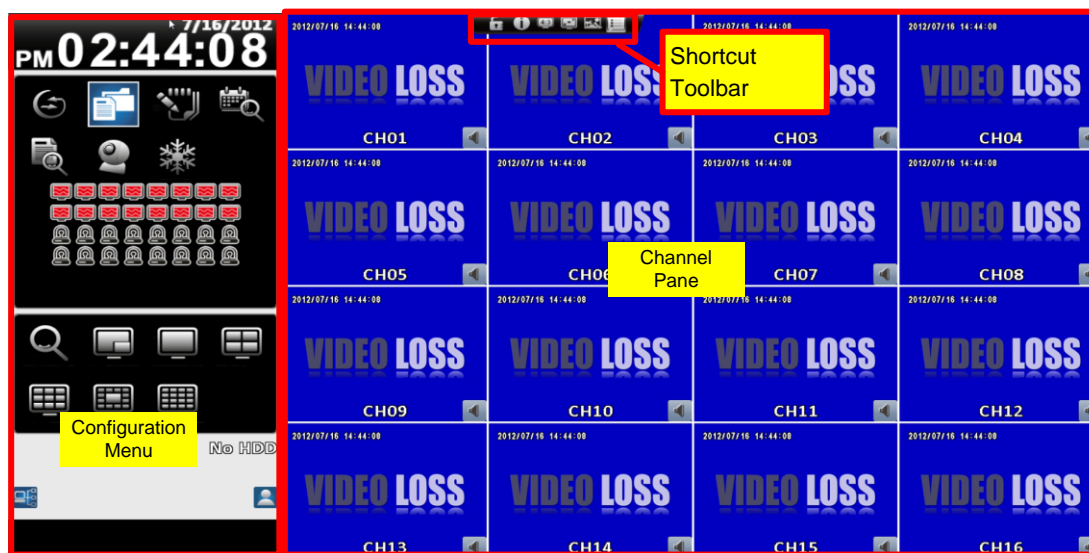 7/16/2012
PM 02:44:08
Configuration
Menu
No HDD
Shortcut
Toolbar
2012/07/16 14:44:08
VIDEO LOSS
CH01
2012/07/16 14:44:08
VIDEO LOSS
CH02
2012/07/16 14:44:08
VIDEO LOSS
CH03
2012/07/16 14:44:08
VIDEO LOSS
CH04
2012/07/16 14:44:08
VIDEO LOSS
CH05
2012/07/16 14:44:08
VIDEO LOSS
CH06
Channel
Pane
2012/07/16 14:44:08
VIDEO LOSS
CH07
2012/07/16 14:44:08
VIDEO LOSS
CH08
2012/07/16 14:44:08
VIDEO LOSS
CH09
2012/07/16 14:44:08
VIDEO LOSS
CH10
2012/07/16 14:44:08
VIDEO LOSS
CH11
2012/07/16 14:44:08
VIDEO LOSS
CH12
2012/07/16 14:44:08
VIDEO LOSS
CH13
2012/07/16 14:44:08
VIDEO LOSS
CH14
2012/07/16 14:44:08
VIDEO LOSS
CH15
2012/07/16 14:44:08
VIDEO LOSS
CH16